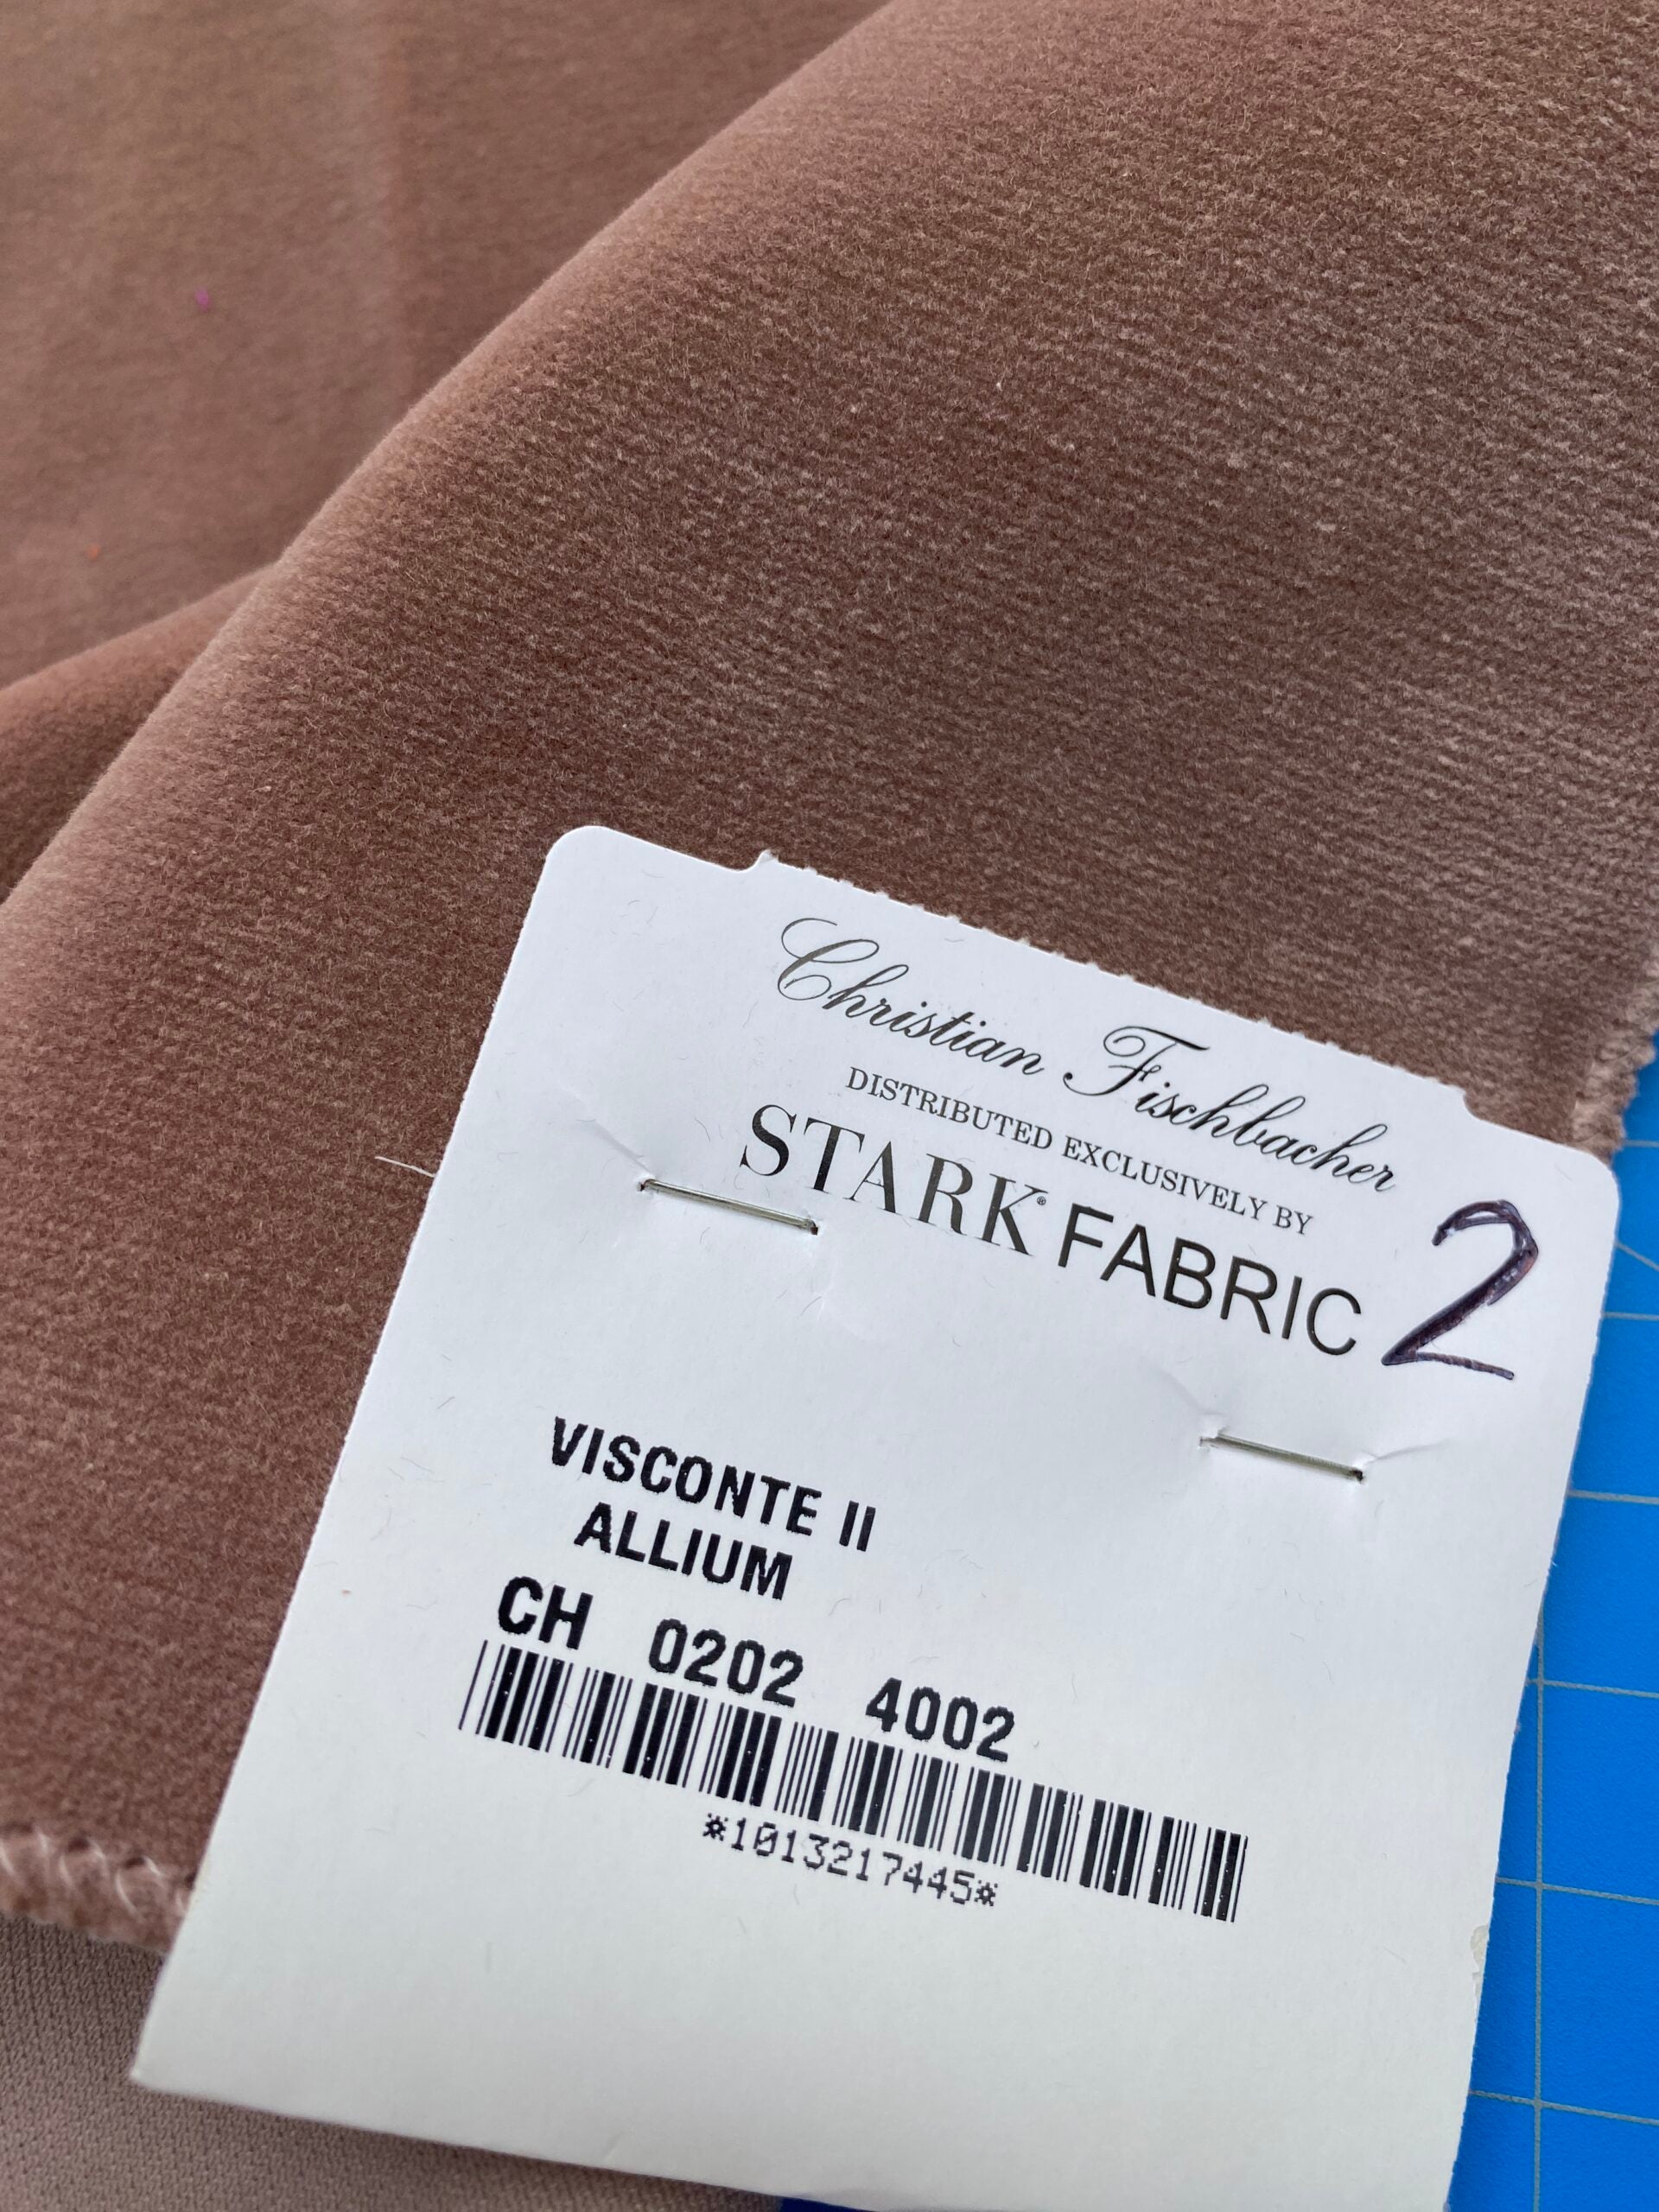 Christian Fischbacher
DISTRIBUTED EXCLUSIVELY BY
STARK® FABRIC
2
VISCONTE II
ALLIUM
CH 0202 4002
*1013217445*